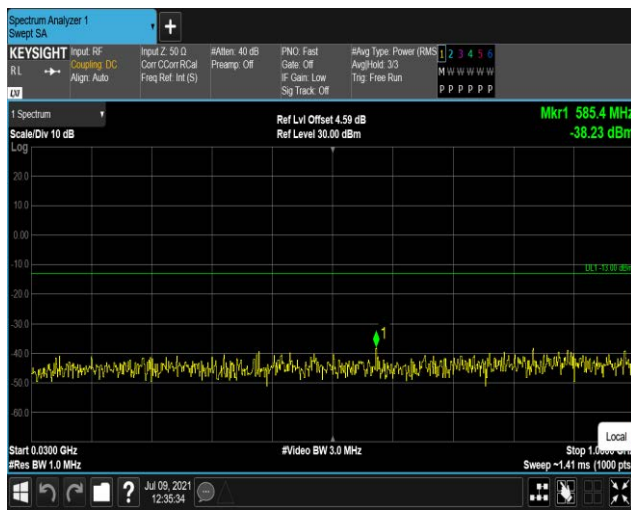 Spectrum Analyzer 1
Swept SA
+
KEYSIGHT
RL
LXI
Input: RF
Coupling: DC
Align: Auto
Input Z: 50 Ω
Corr CCorr RCal
Freq Ref: Int (S)
#Atten: 40 dB
Preamp: Off
PNO: Fast
Gate: Off
IF Gain: Low
Sig Track: Off
#Avg Type: Power (RMS
Avg|Hold: 3/3
Trig: Free Run
1 2 3 4 5 6
M W W W W W
P P P P P P
1 Spectrum
Scale/Div 10 dB
Log
Ref Lvl Offset 4.59 dB
Ref Level 30.00 dBm
Mkr1 585.4 MHz
-38.23 dBm
20.0
10.0
0.00
-10.0
DL1 -13.00 dBm
-20.0
-30.0
1
-40.0
-50.0
-60.0
Local
Start 0.0300 GHz
#Video BW 3.0 MHz
Stop
#Res BW 1.0 MHz
Sweep ~1.41 ms (1000 pts
?
Jul 09, 2021
12:35:34